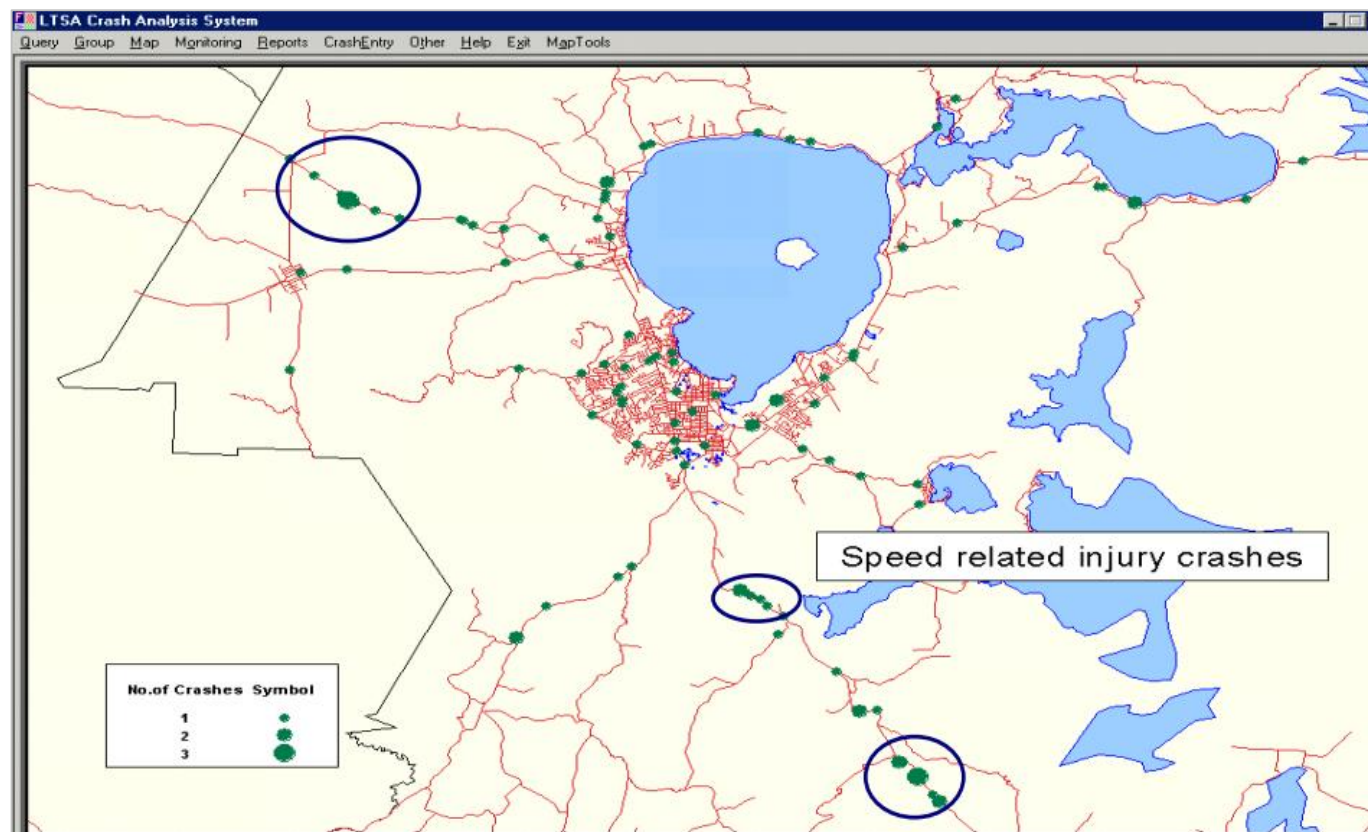 LTSA Crash Analysis System
Query Group Map Monitoring Reports CrashEntry Other Help Exit MapTools
Speed related injury crashes
No.of Crashes Symbol
1
2
3